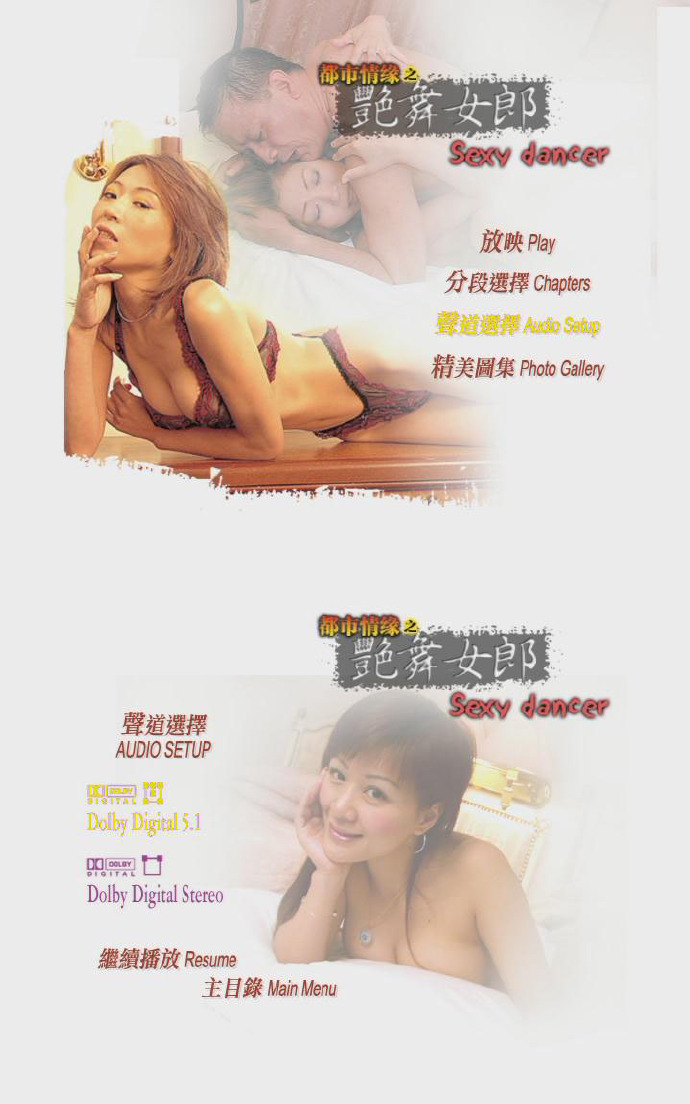 都市情缘之
艷舞女郎
Sexy dancer
放映 Play
分段選擇 Chapters
聲道選擇 Audio Setup
精美圖集 Photo Gallery
都市情缘之
艷舞女郎
Sexy dancer
聲道選擇
AUDIO SETUP
DOLBY
DIGITAL
Dolby Digital 5.1
DOLBY
DIGITAL
Dolby Digital Stereo
繼續播放 Resume
主目錄 Main Menu